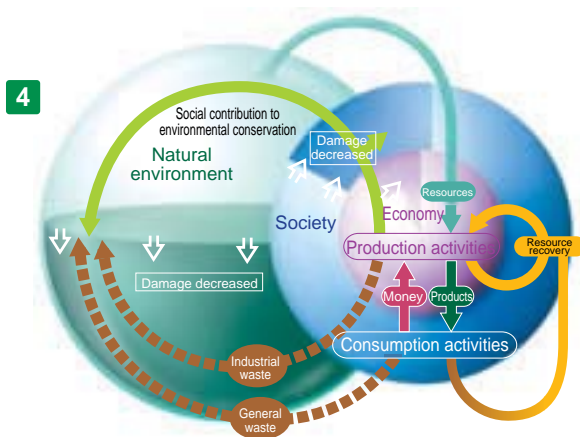 4
Social contribution to
environmental conservation
Natural
environment
Damage
decreased
Resources
Society
Economy
Production activities
Resource
recovery
Damage decreased
Money
Products
Consumption activities
Industrial
waste
General
waste